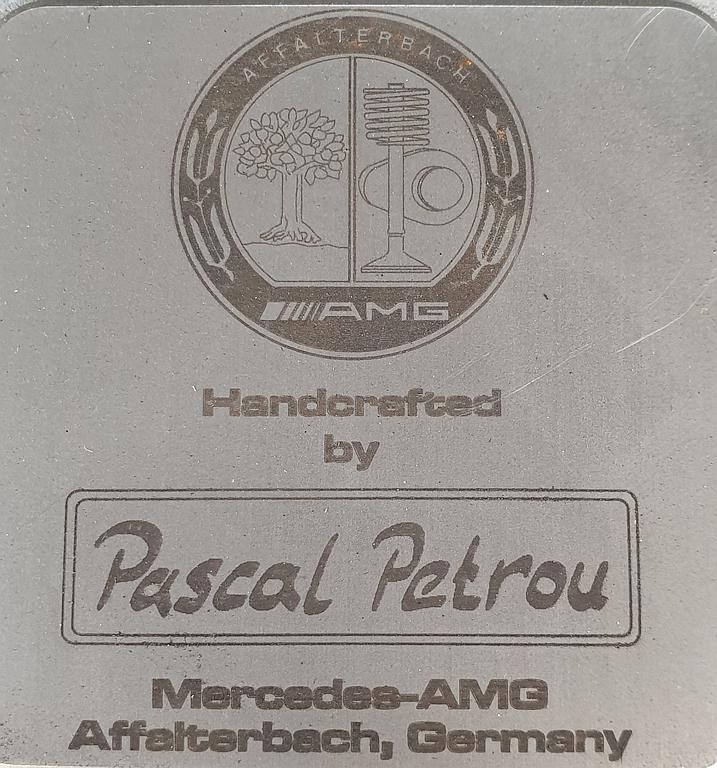 AFFALTERBACH
AMG
Handcrafted
by
Pascal Petrou
Mercedes-AMG
Affalterbach, Germany